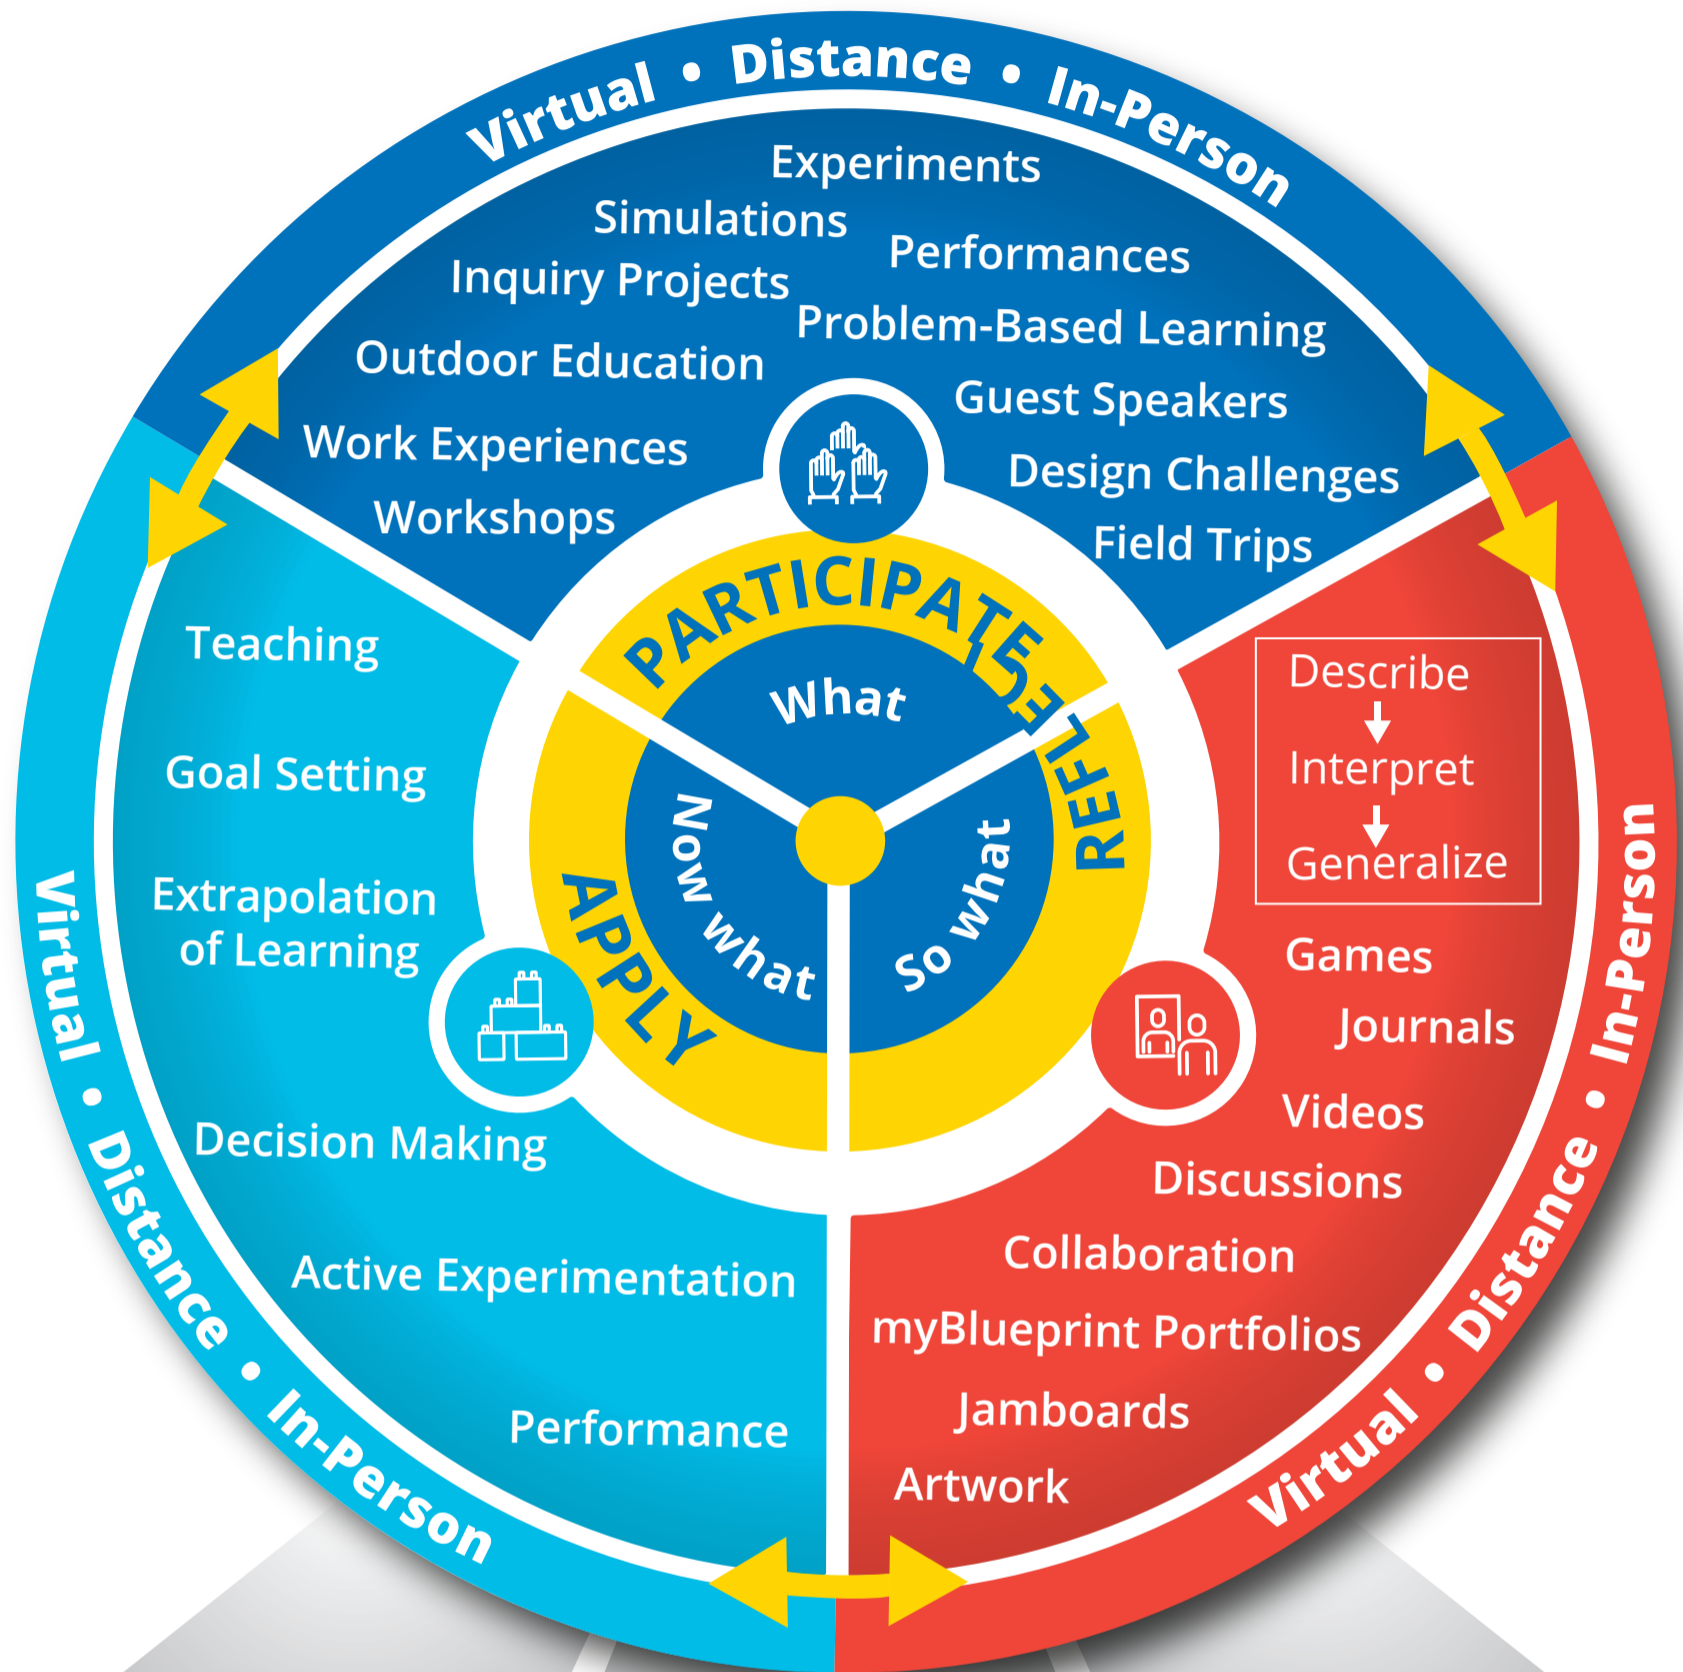 Virtual • Distance • In-Person
Experiments
Simulations
Performances
Inquiry Projects
Problem-Based Learning
Outdoor Education
Guest Speakers
Work Experiences
Design Challenges
Workshops
Field Trips
PARTICIPATE
What
REFLECT
So what
APPLY
Now what
Describe
Interpret
Generalize
Games
Journals
Videos
Discussions
Collaboration
myBlueprint Portfolios
Jamboards
Artwork
Virtual • Distance • In-Person
Teaching
Goal Setting
Extrapolation
of Learning
Decision Making
Active Experimentation
Performance
Virtual • Distance • In-Person